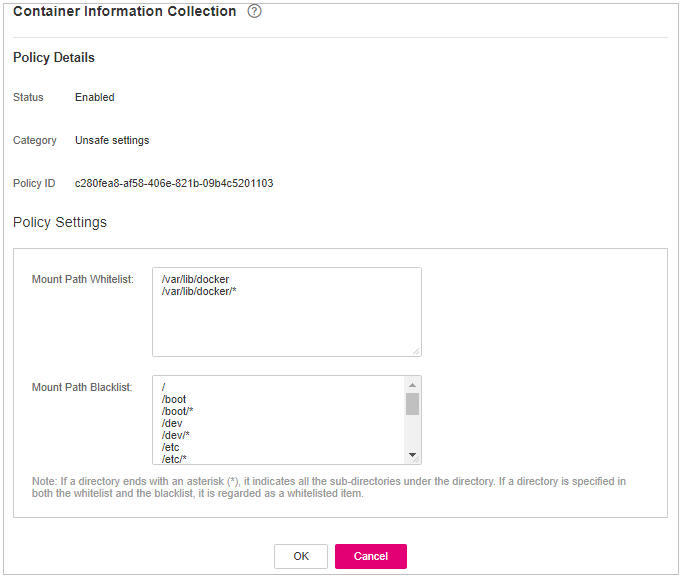 Container Information Collection ?
Policy Details
Status Enabled
Category Unsafe settings
Policy ID c280fea8-af58-406e-821b-09b4c5201103
Policy Settings
Mount Path Whitelist: /var/lib/docker
/var/lib/docker/*
Mount Path Blacklist: /
/boot
/boot/*
/dev
/dev/*
/etc
/etc/*
Note: If a directory ends with an asterisk (*), it indicates all the sub-directories under the directory. If a directory is specified in
both the whitelist and the blacklist, it is regarded as a whitelisted item.
OK Cancel